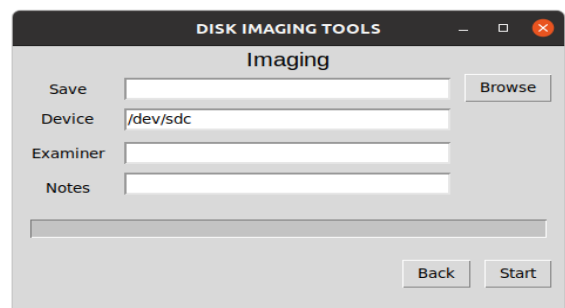 DISK IMAGING TOOLS
Imaging
Save Browse
Device /dev/sdc
Examiner
Notes
Back Start